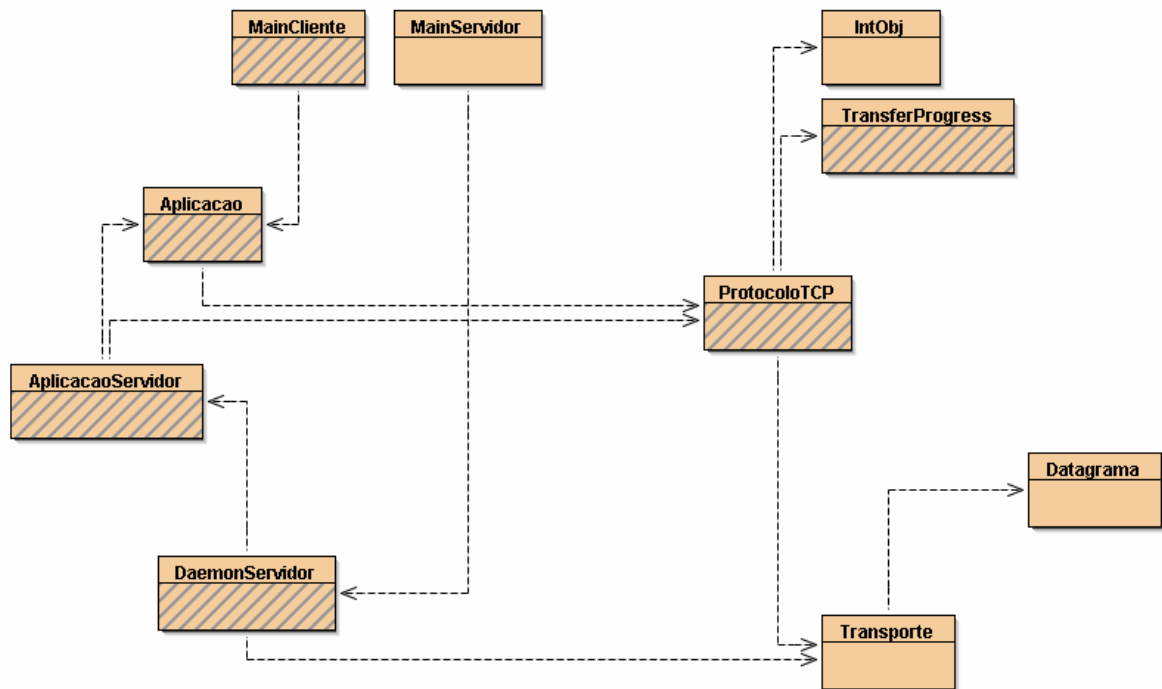 MainCliente
MainServidor
IntObj
TransferProgress
Aplicacao
ProtocoloTCP
AplicacaoServidor
Datagrama
DaemonServidor
Transporte